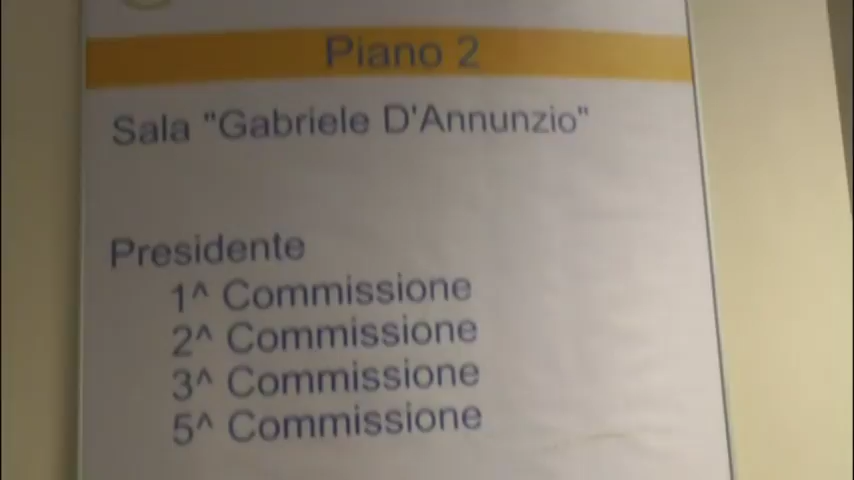 Piano 2
Sala "Gabriele D'Annunzio"
Presidente
1^ Commissione
2^ Commissione
3^ Commissione
5^ Commissione